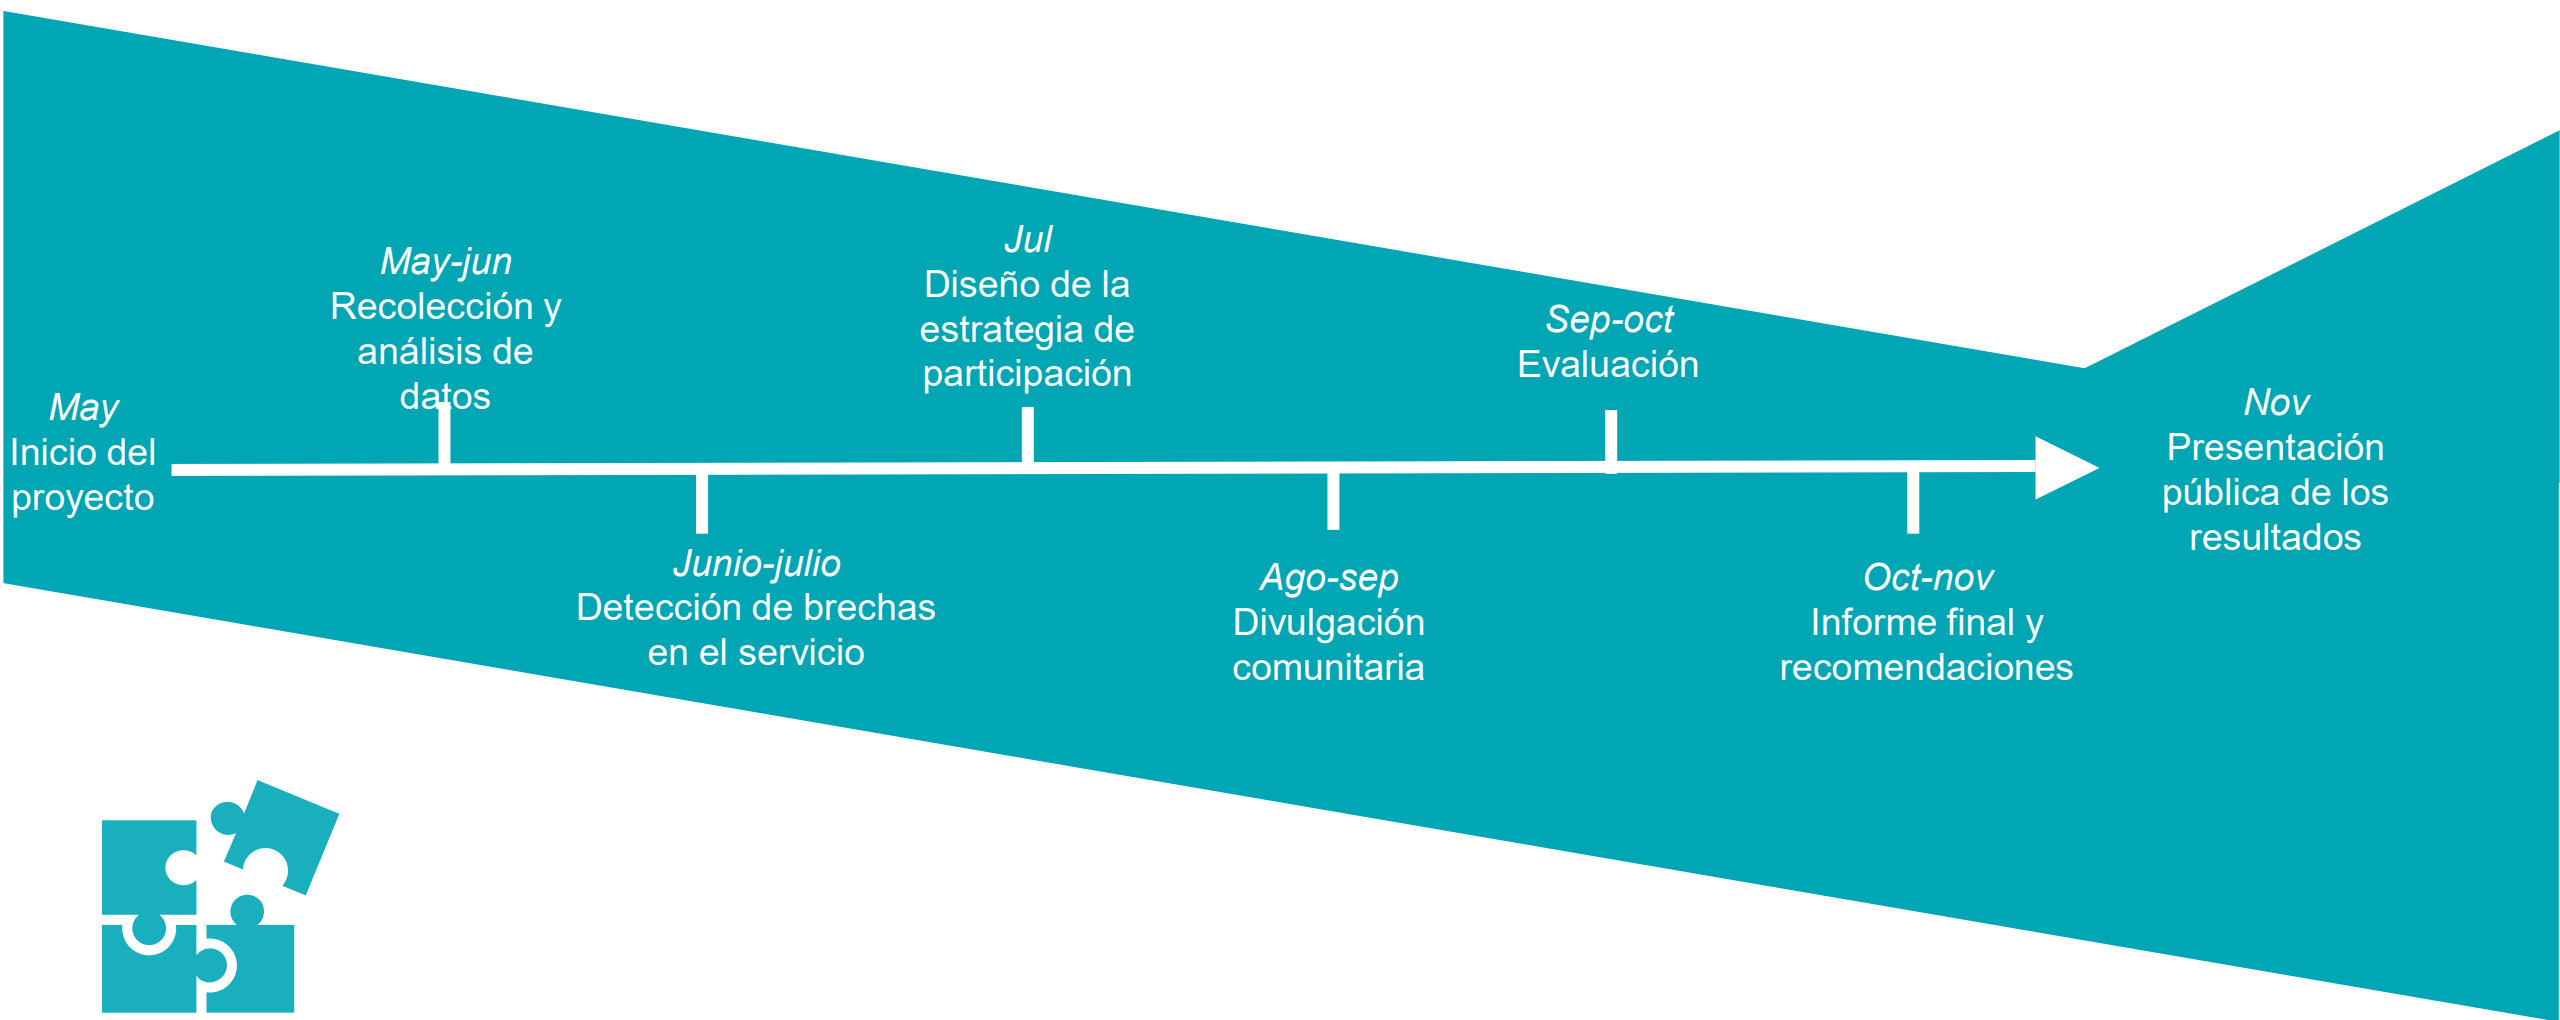 May
Inicio del
proyecto
May-jun
Recolección y
análisis de
datos
Junio-julio
Detección de brechas
en el servicio
Jul
Diseño de la
estrategia de
participación
Ago-sep
Divulgación
comunitaria
Sep-oct
Evaluación
Oct-nov
Informe final y
recomendaciones
Nov
Presentación
pública de los
resultados